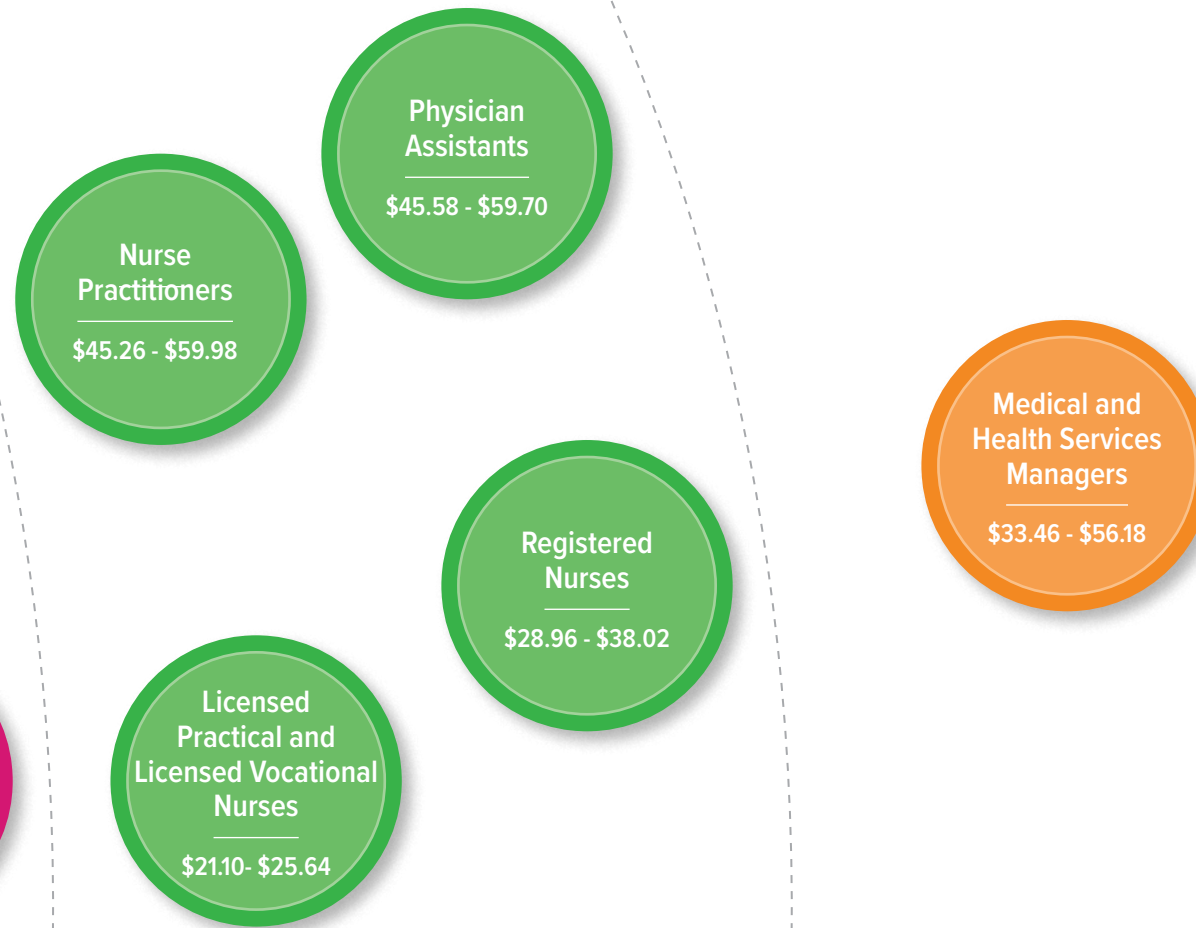 Physician
Assistants
$45.58 - $59.70
Nurse
Practitioners
$45.26 - $59.98
Medical and
Health Services
Managers
$33.46 - $56.18
Registered
Nurses
$28.96 - $38.02
Licensed
Practical and
Licensed Vocational
Nurses
$21.10- $25.64